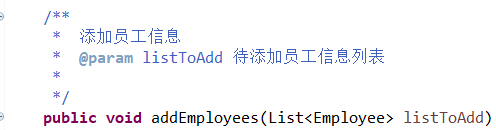 /**
*  添加员工信息
*  @param listToAdd 待添加员工信息列表
*
*/
public void addEmployees(List<Employee> listToAdd)